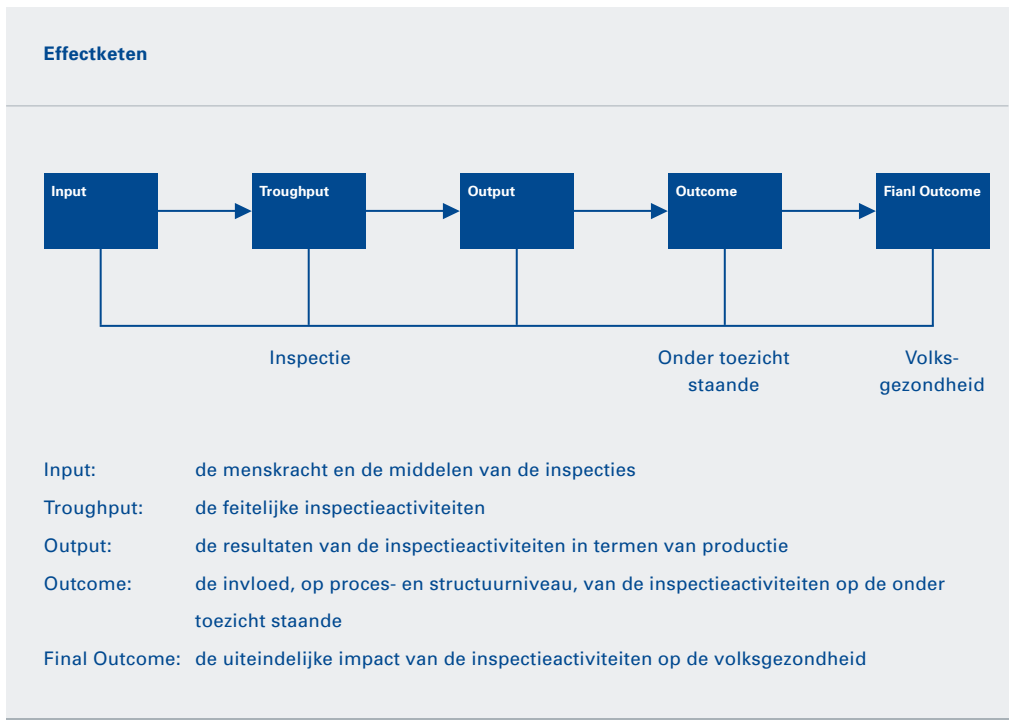 Effectketen
Input
Troughput
Output
Outcome
Fianl Outcome
Inspectie
Onder toezicht
staande
Volks-
gezondheid
Input: de menskracht en de middelen van de inspecties
Troughput: de feitelijke inspectieactiviteiten
Output: de resultaten van de inspectieactiviteiten in termen van productie
Outcome: de invloed, op proces- en structuurniveau, van de inspectieactiviteiten op de onder
toezicht staande
Final Outcome: de uiteindelijke impact van de inspectieactiviteiten op de volksgezondheid